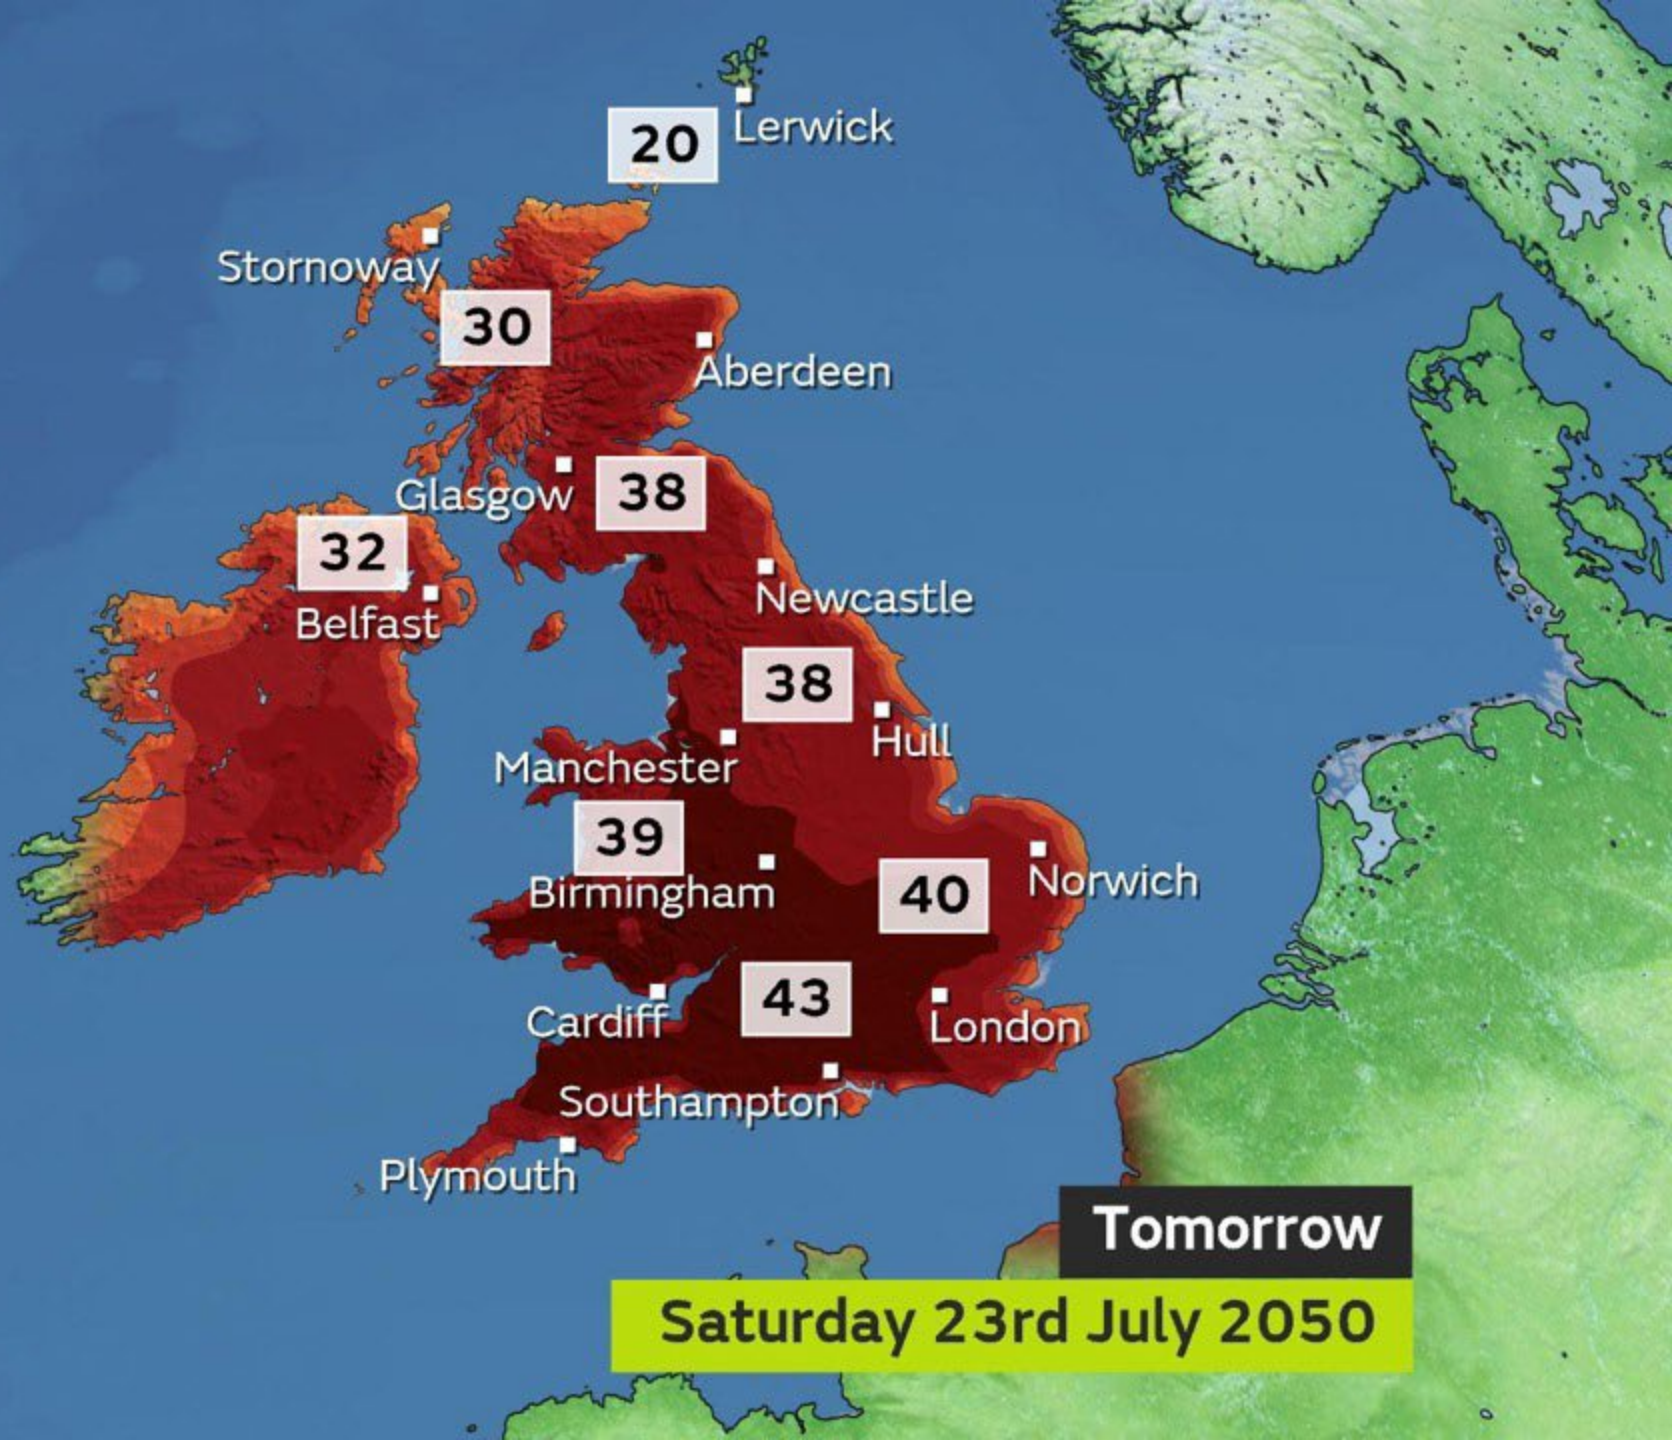 Lerwick
20
Stornoway
30
Aberdeen
Glasgow
38
32
Belfast
Newcastle
38
Hull
Manchester
39
Birmingham
40
Norwich
43
Cardiff
London
Southampton
Plymouth
Tomorrow
Saturday 23rd July 2050